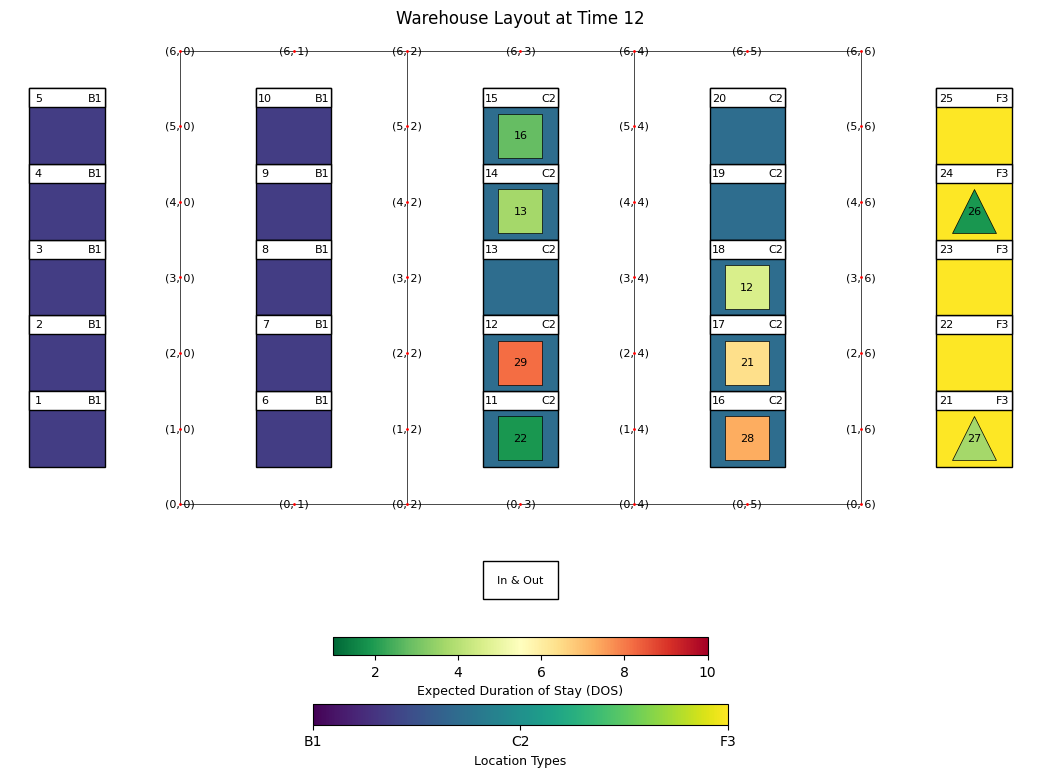 Warehouse Layout at Time 12
(6, 0) (6, 1) (6, 2) (6, 3) (6, 4) (6, 5) (6, 6)
5 B1 10 B1 15 C2 20 C2 25 F3
(5, 0) (5, 2) 16 (5, 4) (5, 6)
4 B1 9 B1 14 C2 19 C2 24 F3
(4, 0) (4, 2) 13 (4, 4) (4, 6) 26
3 B1 8 B1 13 C2 18 C2 23 F3
(3, 0) (3, 2) (3, 4) 12 (3, 6)
2 B1 7 B1 12 C2 17 C2 22 F3
(2, 0) (2, 2) 29 (2, 4) 21 (2, 6)
1 B1 6 B1 11 C2 16 C2 21 F3
(1, 0) (1, 2) 22 (1, 4) 28 (1, 6) 27
(0, 0) (0, 1) (0, 2) (0, 3) (0, 4) (0, 5) (0, 6)
In & Out
2 4 6 8 10
Expected Duration of Stay (DOS)
B1 C2 F3
Location Types